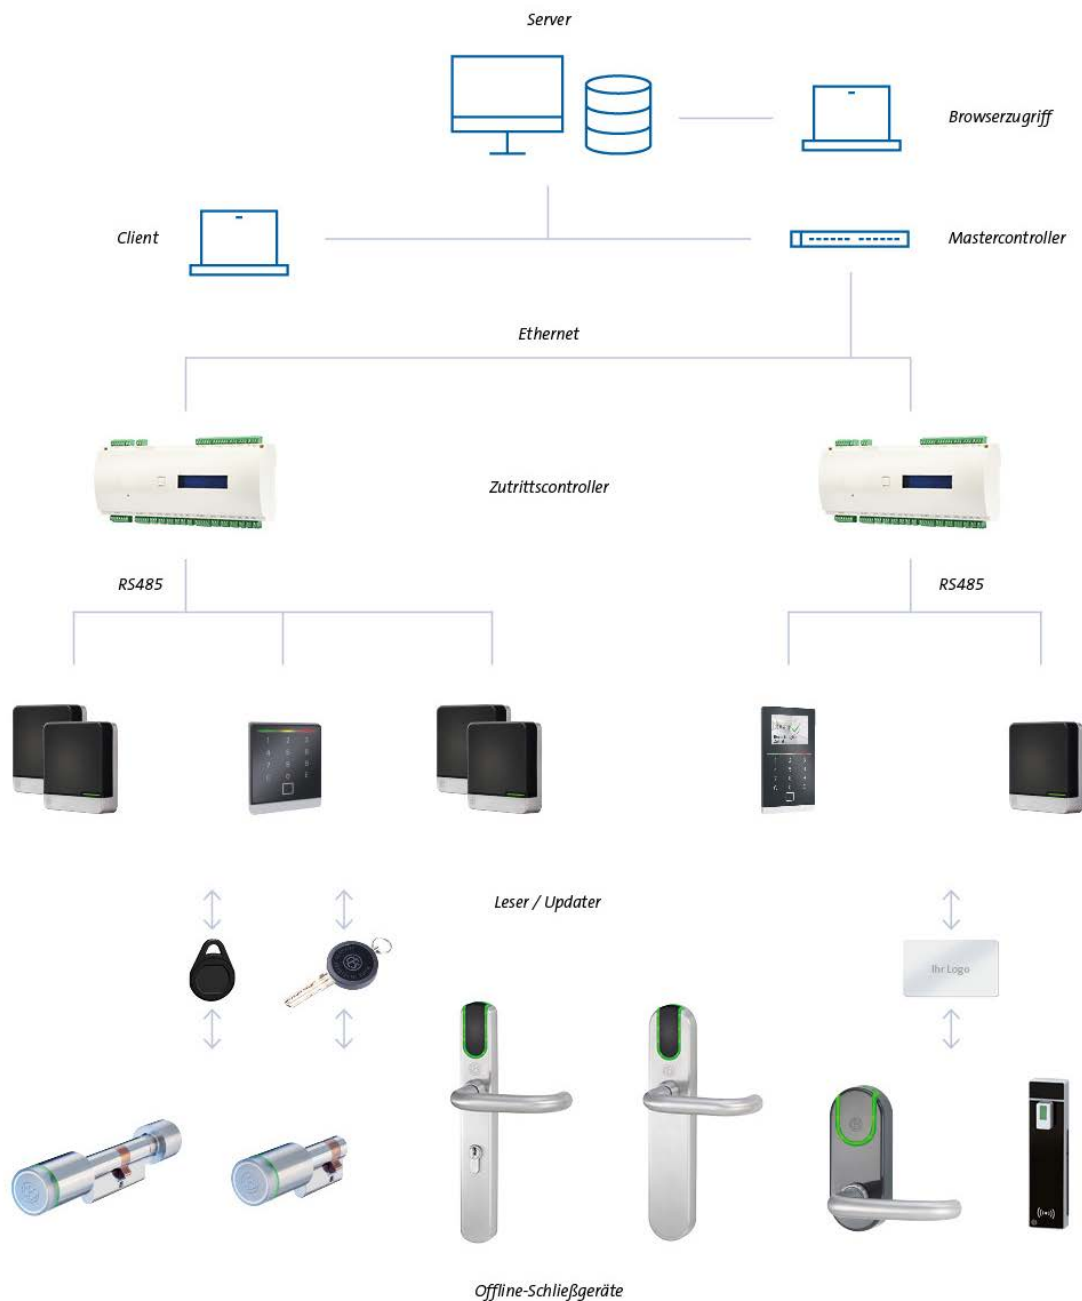 Server
Browserzugriff
Client
Mastercontroller
Ethernet
Zutrittscontroller
RS485
RS485
Leser / Updater
Ihr Logo
Offline-Schließgeräte